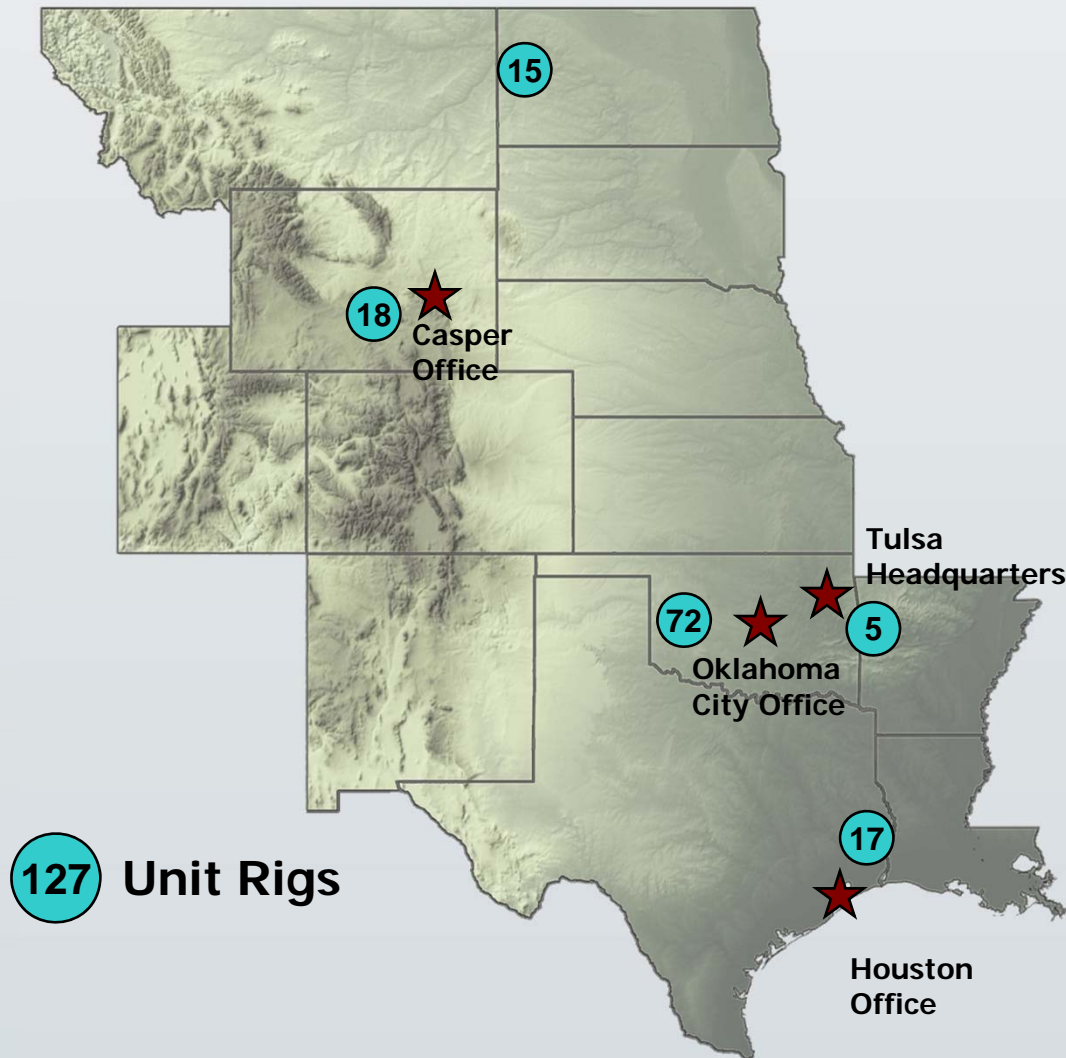 15
18
Casper
Office
Tulsa
Headquarters
72
5
Oklahoma
City Office
17
127 Unit Rigs
Houston
Office